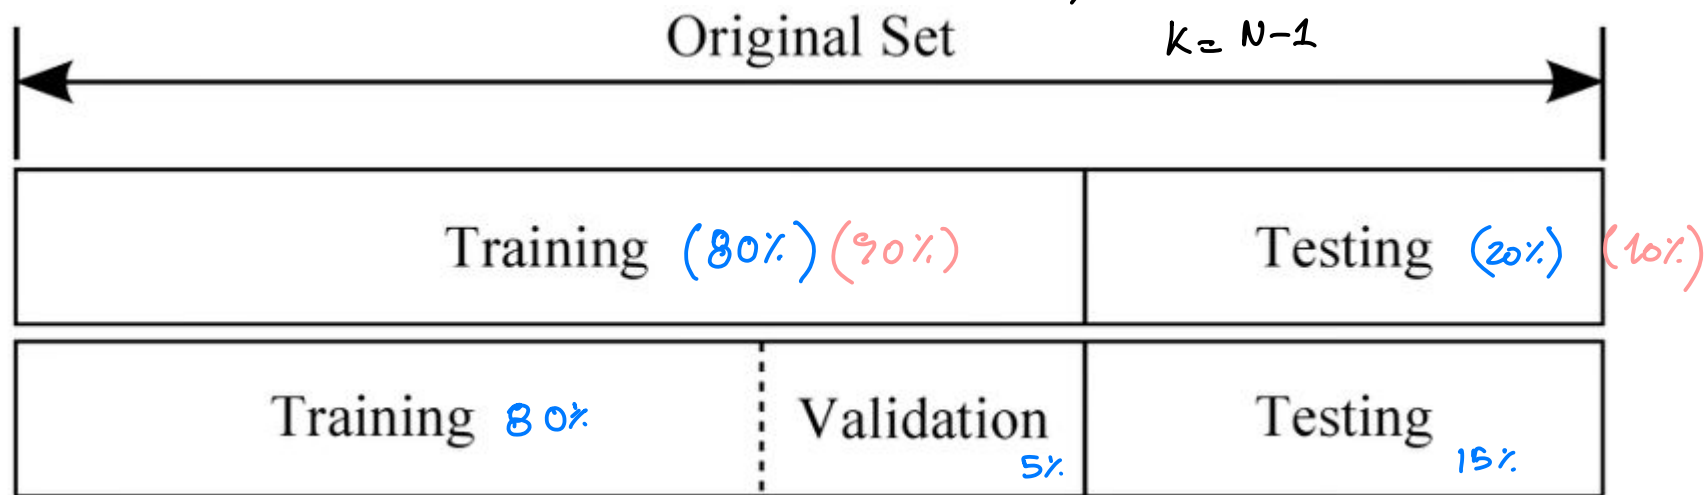 Original Set K = N-1
Training (80%) (90%) Testing (20%) (10%)
Training 80% Validation 5% Testing 15%